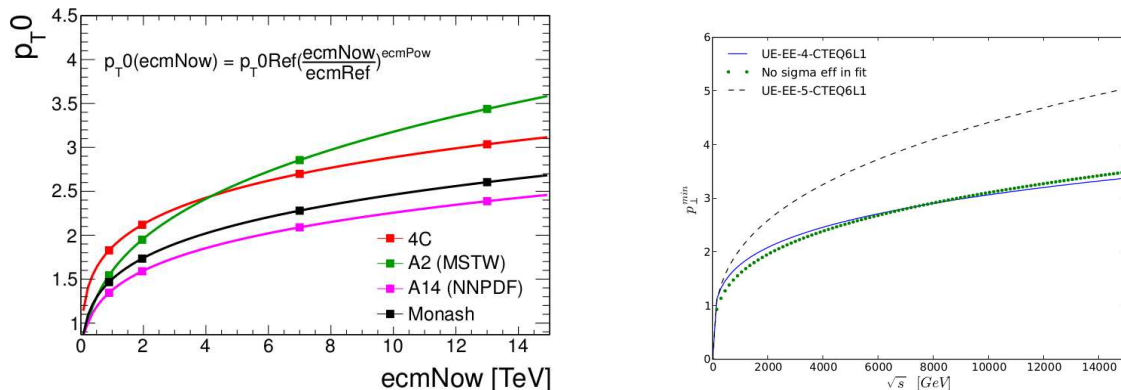 4.5
4
3.5
3
2.5
2
1.5
1
p_T0
p_T0(ecmNow) = p_T0Ref(ecmNow/ecmRef)^ecmPow
4C
A2 (MSTW)
A14 (NNPDF)
Monash
0 2 4 6 8 10 12 14
ecmNow [TeV]
6
5
4
3
2
1
0
p_⊥^min
UE-EE-4-CTEQ6L1
No sigma eff in fit
UE-EE-5-CTEQ6L1
2000 4000 6000 8000 10000 12000 14000
√s [GeV]